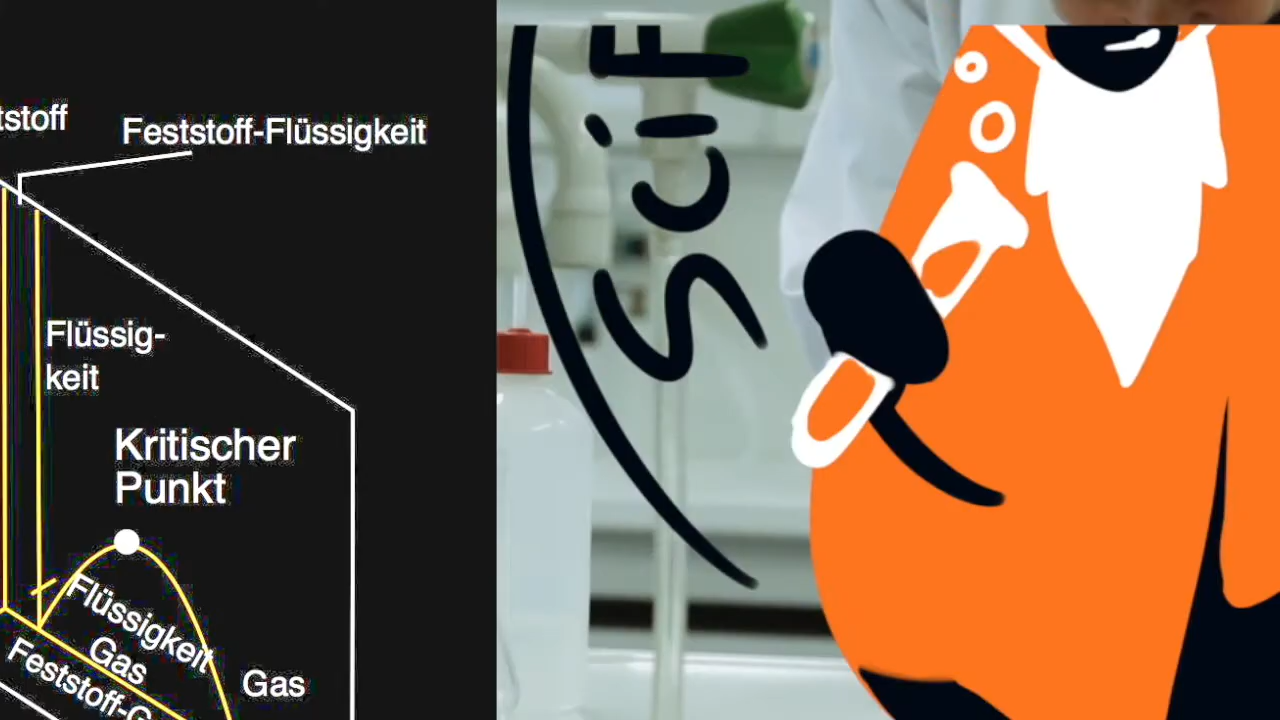 Feststoff-Flüssigkeit
Flüssig-
keit
Kritischer
Punkt
Flüssigkeit
Gas
Gas